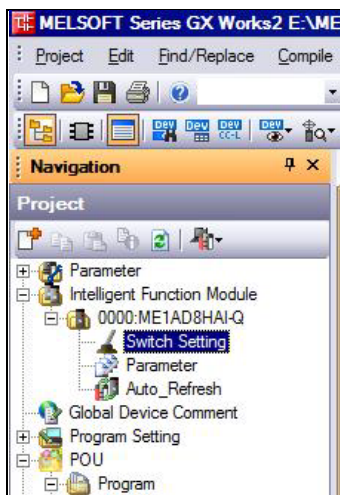 MELSOFT Series GX Works2 E:\ME
Project Edit Find/Replace Compile
Navigation
Project
Parameter
Intelligent Function Module
0000:ME1AD8HAI-Q
Switch Setting
Parameter
Auto_Refresh
Global Device Comment
Program Setting
POU
Program